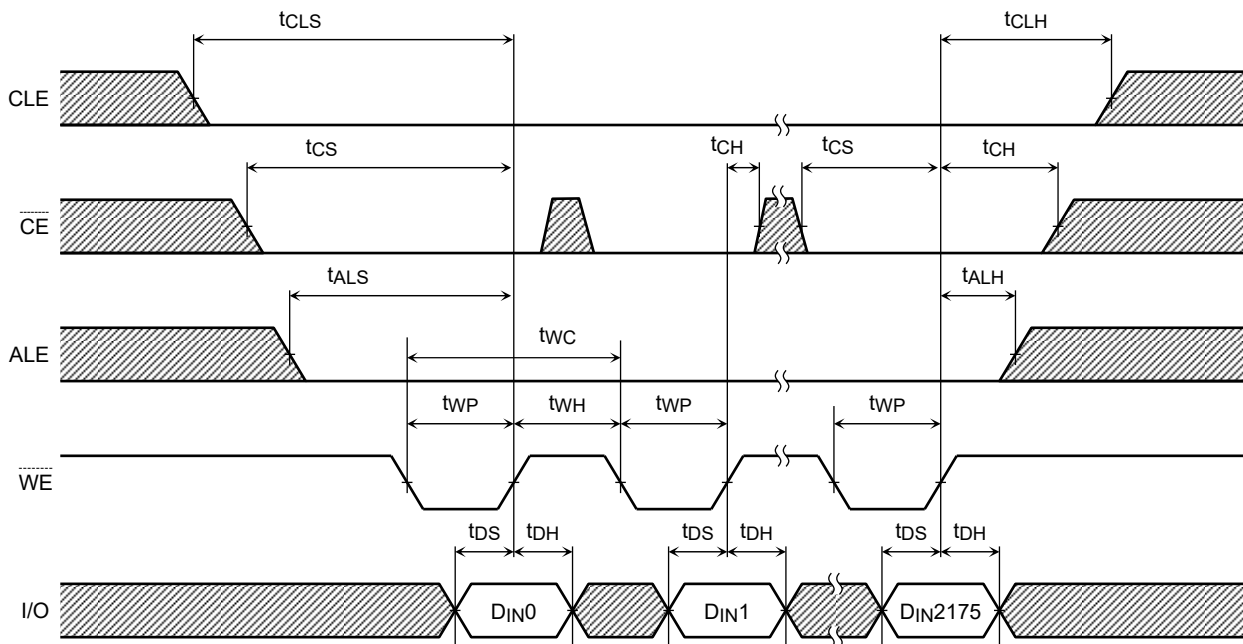 tCLS tCLH
CLE
tCS tCH tCS tCH
CE
tALS tALH
ALE
tWC
tWP tWH tWP tWP
WE
tDS tDH tDS tDH tDS tDH
I/O DIN0 DIN1 DIN2175